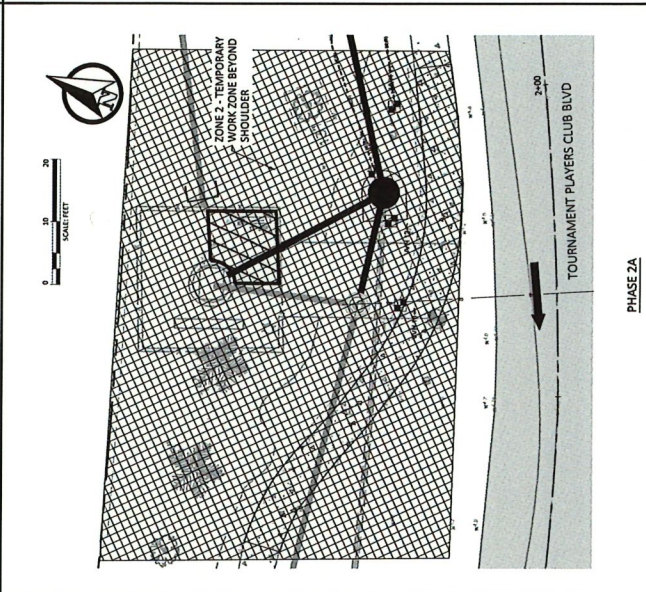 N
0 10 20
SCALE: FEET
ZONE 2 - TEMPORARY
WORK ZONE BEYOND
SHOULDER
2+00
TOURNAMENT PLAYERS CLUB BLVD
PHASE 2A